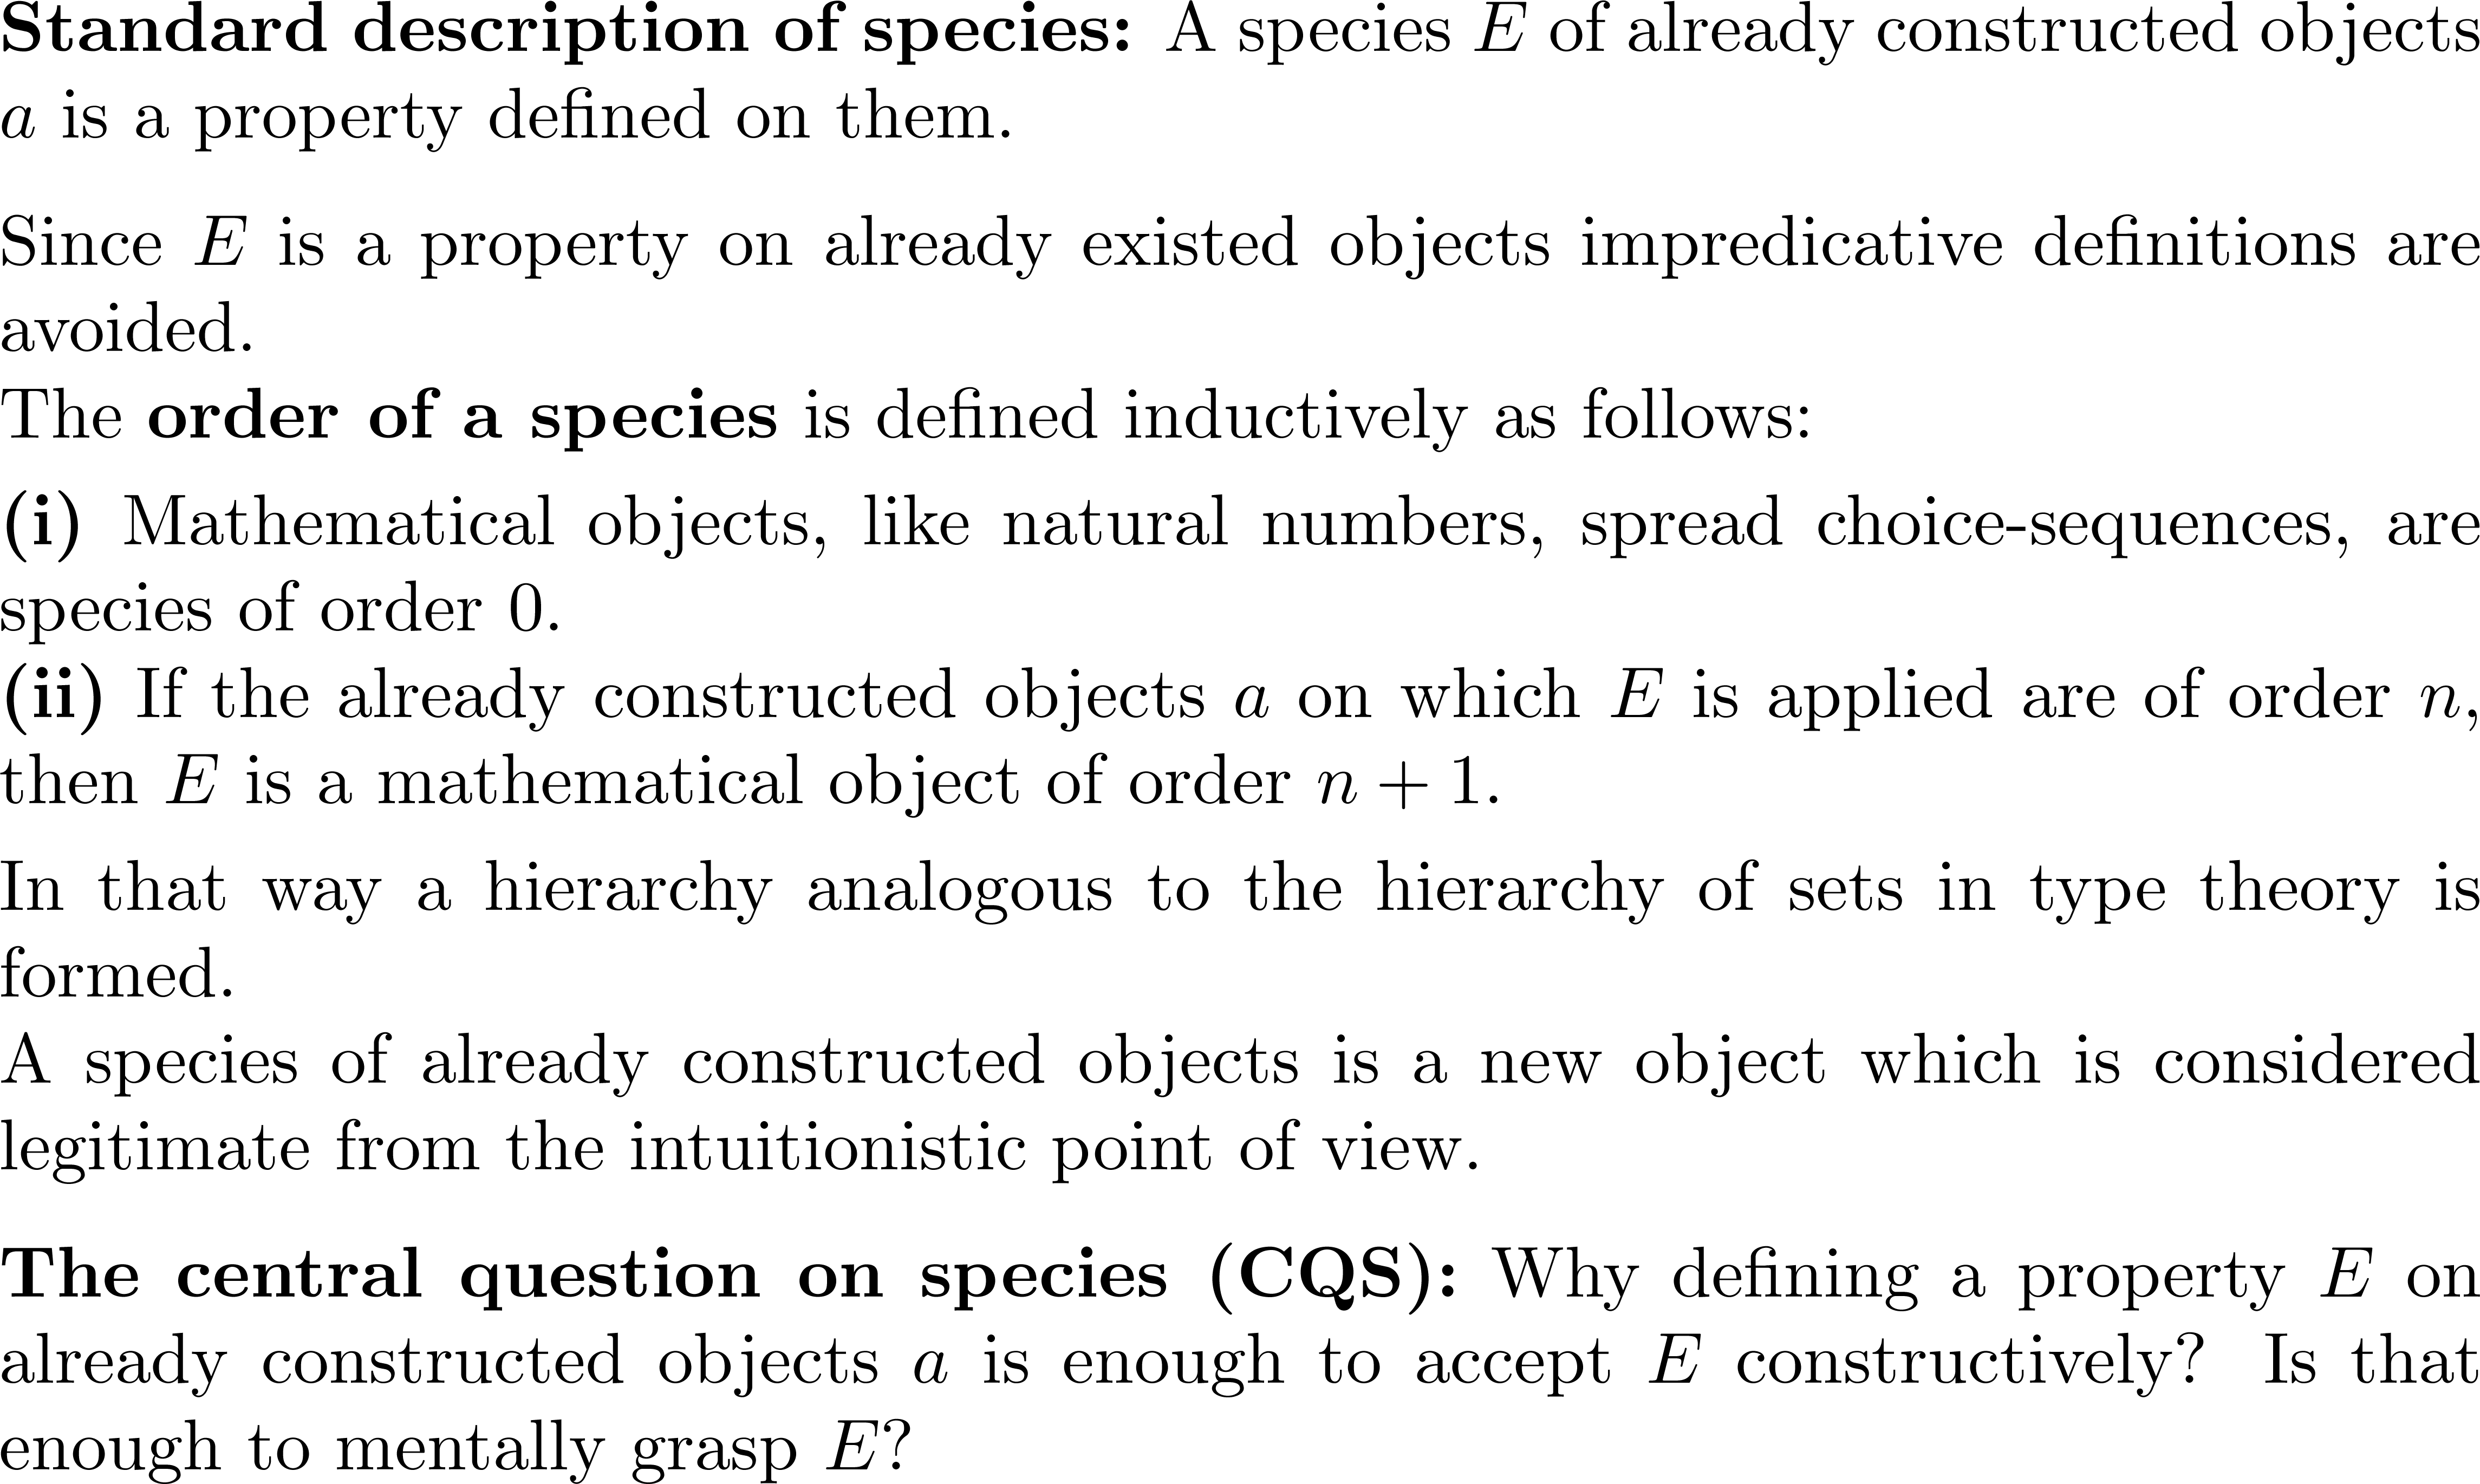 Standard description of species: A species E of already constructed objects
a is a property defined on them.
Since E is a property on already existed objects impredicative definitions are
avoided.
The order of a species is defined inductively as follows:
(i) Mathematical objects, like natural numbers, spread choice-sequences, are
species of order 0.
(ii) If the already constructed objects a on which E is applied are of order n,
then E is a mathematical object of order n + 1.
In that way a hierarchy analogous to the hierarchy of sets in type theory is
formed.
A species of already constructed objects is a new object which is considered
legitimate from the intuitionistic point of view.
The central question on species (CQS): Why defining a property E on
already constructed objects a is enough to accept E constructively? Is that
enough to mentally grasp E?